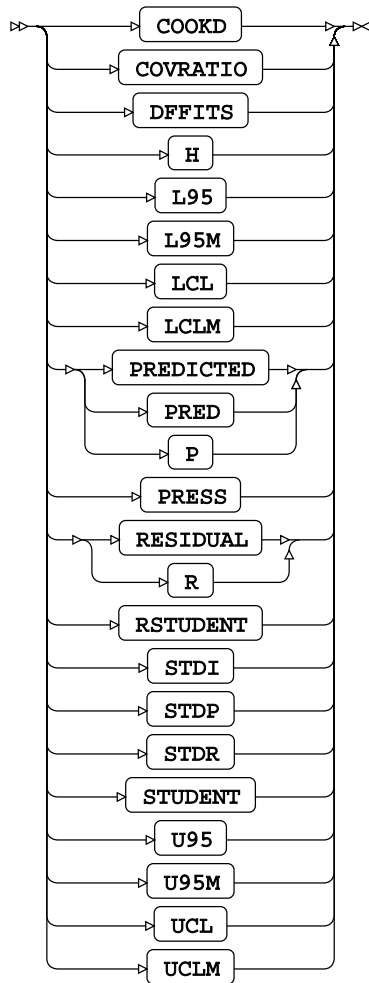 COOKD
COVRATIO
DFFITS
H
L95
L95M
LCL
LCLM
PREDICTED
PRED
P
PRESS
RESIDUAL
R
RSTUDENT
STDI
STDP
STDR
STUDENT
U95
U95M
UCL
UCLM